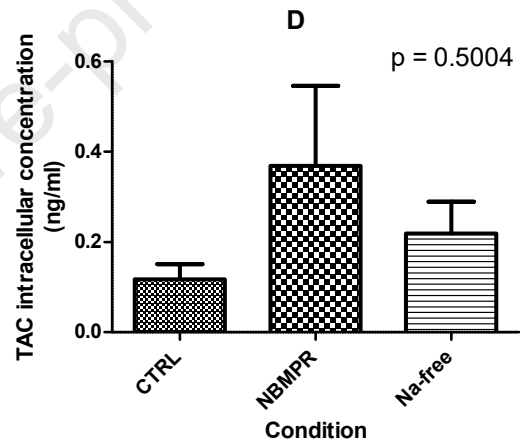 D
p = 0.5004
TAC intracellular concentration
(ng/ml)
0.6
0.4
0.2
0.0
CTRL
NBMPR
Na-free
Condition